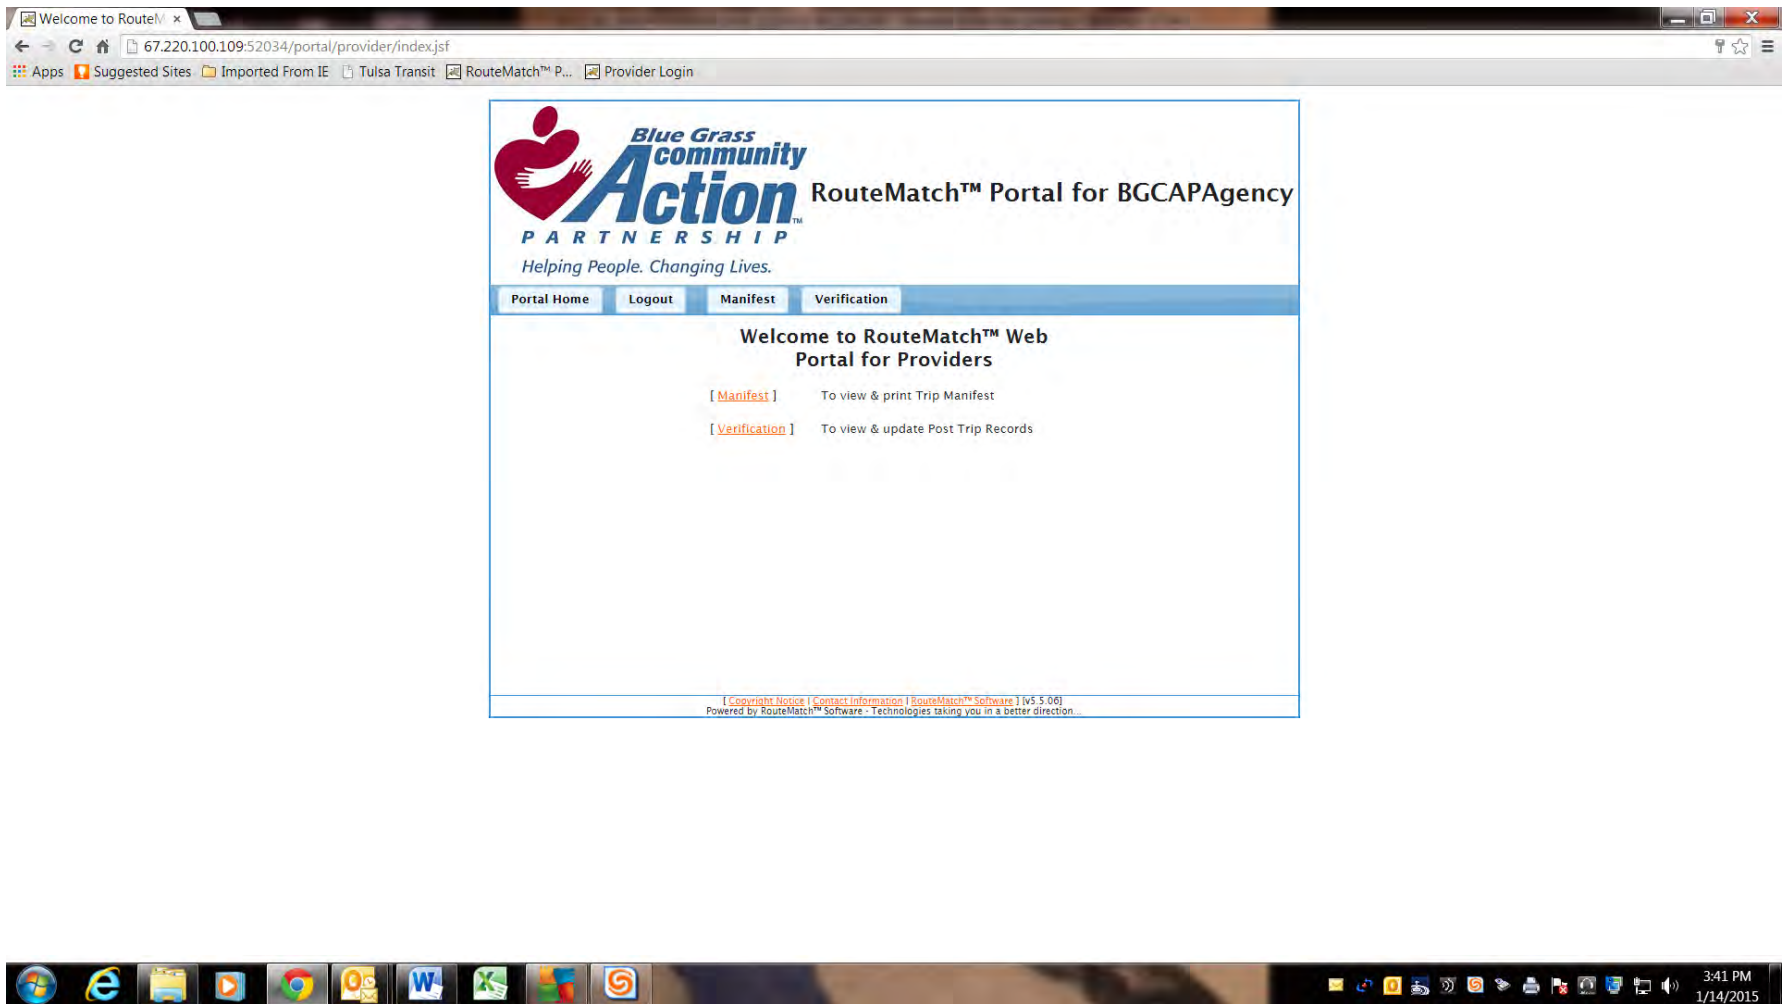 Welcome to RouteM
67.220.100.109:52034/portal/provider/index.jsf
Apps Suggested Sites Imported From IE Tulsa Transit RouteMatch™ P... Provider Login
Blue Grass
community
Action™
PARTNERSHIP
Helping People. Changing Lives.
RouteMatch™ Portal for BGCAPAgency
Portal Home Logout Manifest Verification
Welcome to RouteMatch™ Web
Portal for Providers
[ Manifest ] To view & print Trip Manifest
[ Verification ] To view & update Post Trip Records
[ Copyright Notice | Contact Information | RouteMatch™ Software ] [v5.5.06]
Powered by RouteMatch™ Software - Technologies taking you in a better direction...
3:41 PM
1/14/2015